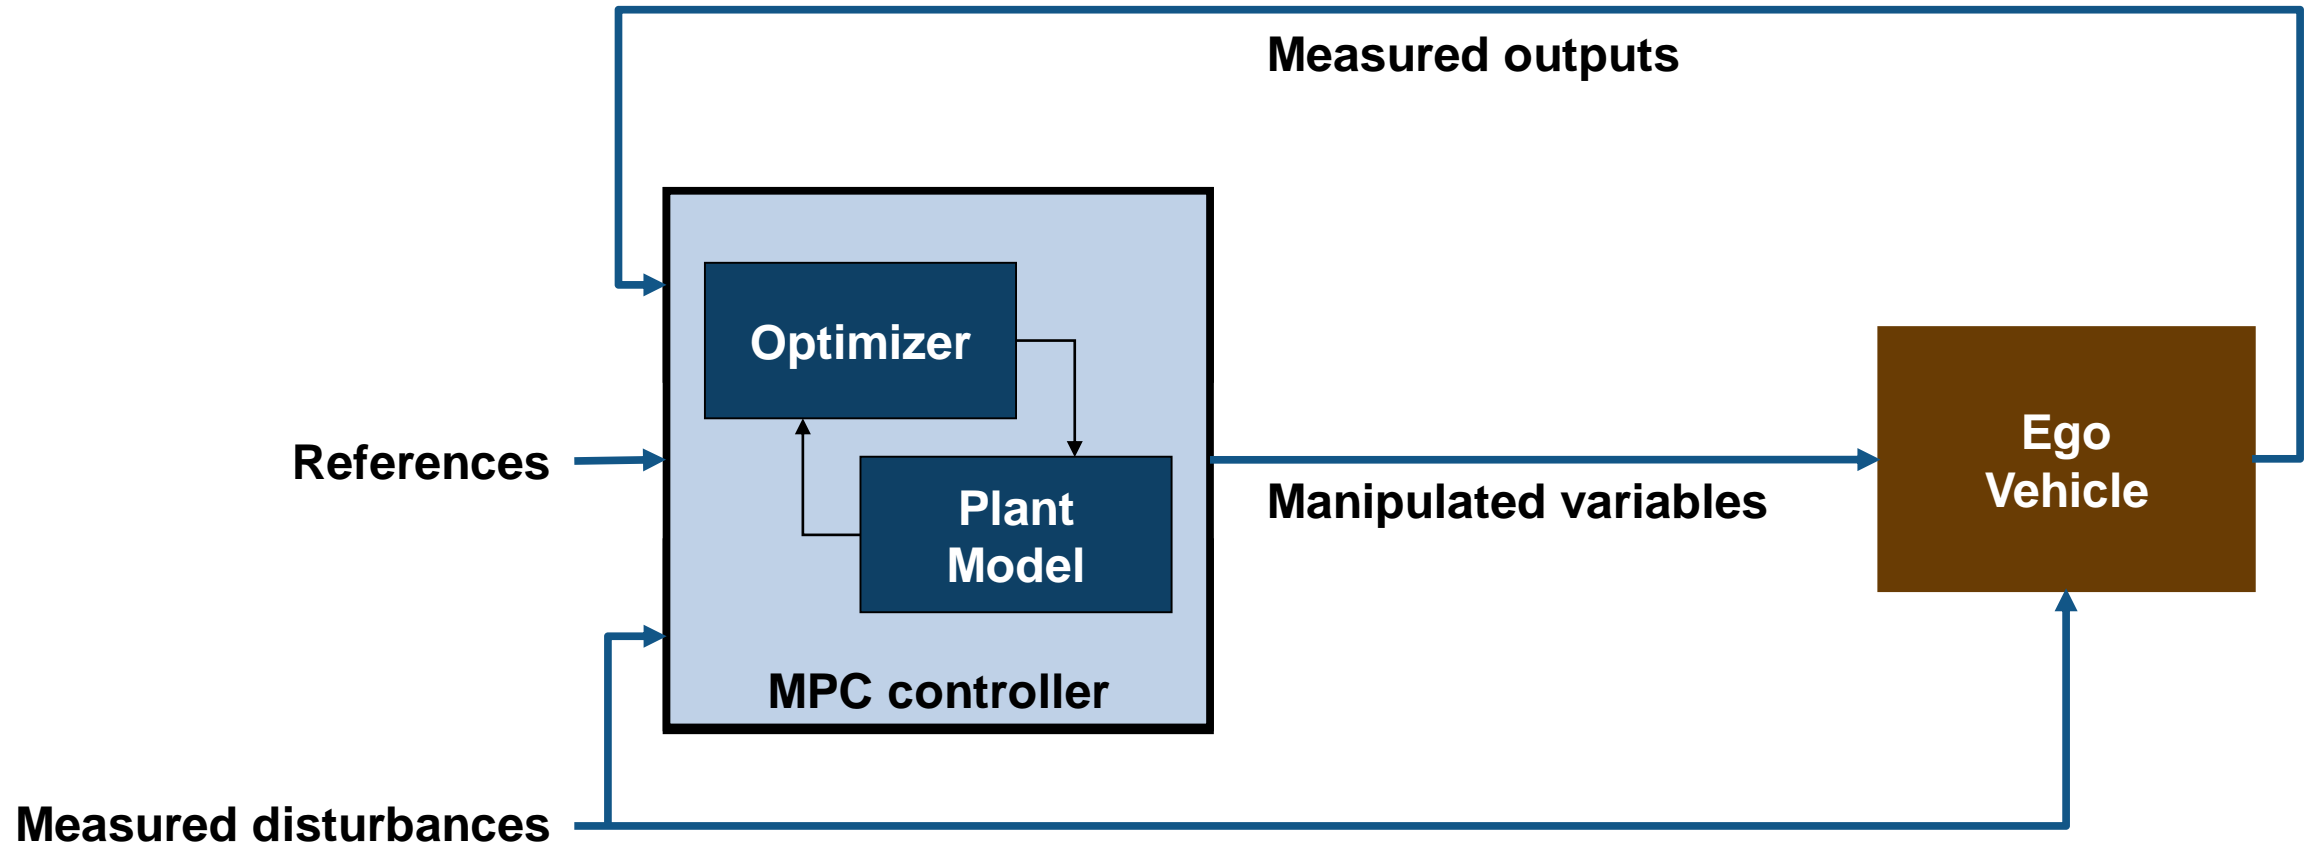 Measured outputs
Optimizer
Ego
Vehicle
References
Plant
Model
Manipulated variables
MPC controller
Measured disturbances